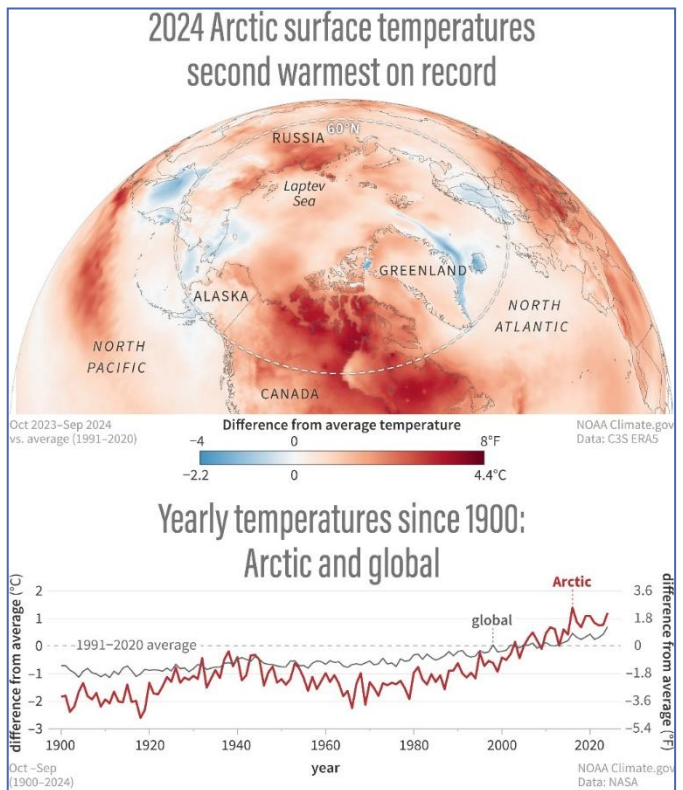 2024 Arctic surface temperatures
second warmest on record
60°N
RUSSIA
Laptev
Sea
GREENLAND
ALASKA
NORTH
ATLANTIC
NORTH
PACIFIC
CANADA
Oct 2023–Sep 2024
vs. average (1991–2020)
Difference from average temperature
−4 0 8°F
−2.2 0 4.4°C
NOAA Climate.gov
Data: C3S ERA5
Yearly temperatures since 1900:
Arctic and global
difference from average (°C)
difference from
average (°F)
Arctic
global
1991–2020 average
2
1
0
−1
−2
−3
3.6
1.8
0
−1.8
−3.6
−5.4
1900 1920 1940 1960 1980 2000 2020
year
Oct –Sep
(1900–2024)
NOAA Climate.gov
Data: NASA